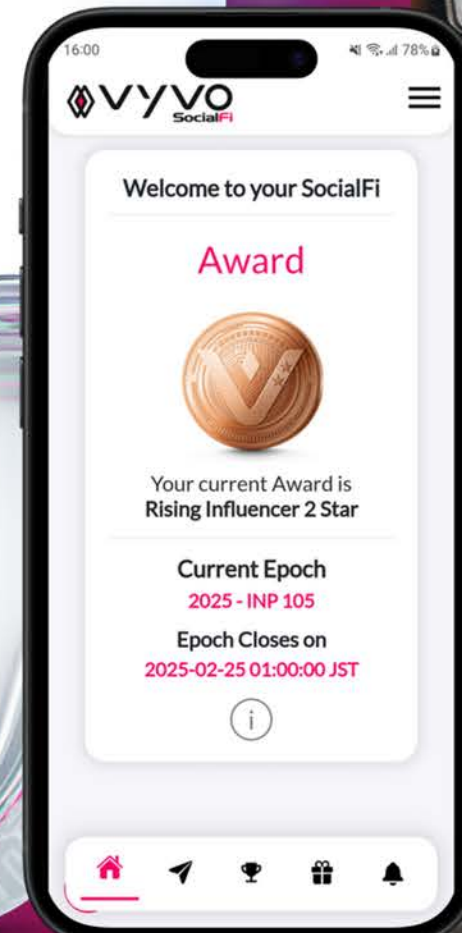 16:00
78%
VYVO
SocialFi
Welcome to your SocialFi
Award
Your current Award is
Rising Influencer 2 Star
Current Epoch
2025 - INP 105
Epoch Closes on
2025-02-25 01:00:00 JST
i